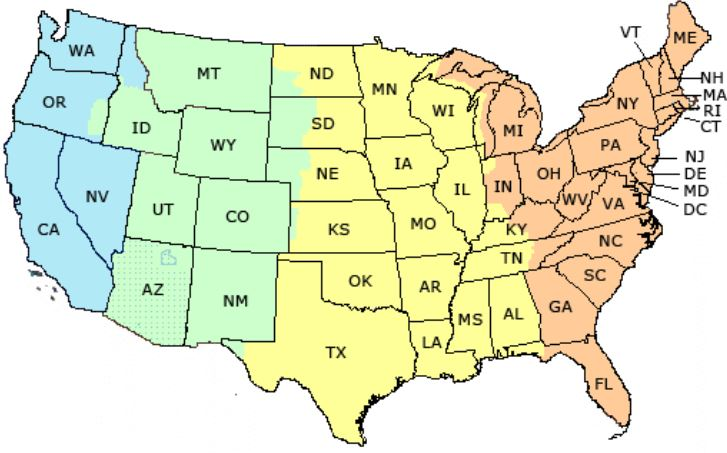 VT
ME
WA
MT
ND
MN
NH
MA
RI
CT
OR
ID
WY
SD
WI
MI
NY
PA
NJ
DE
MD
DC
NV
UT
CO
NE
IA
IL
IN
OH
WV
VA
CA
KS
MO
KY
NC
TN
SC
AZ
NM
OK
AR
MS
AL
GA
TX
LA
FL